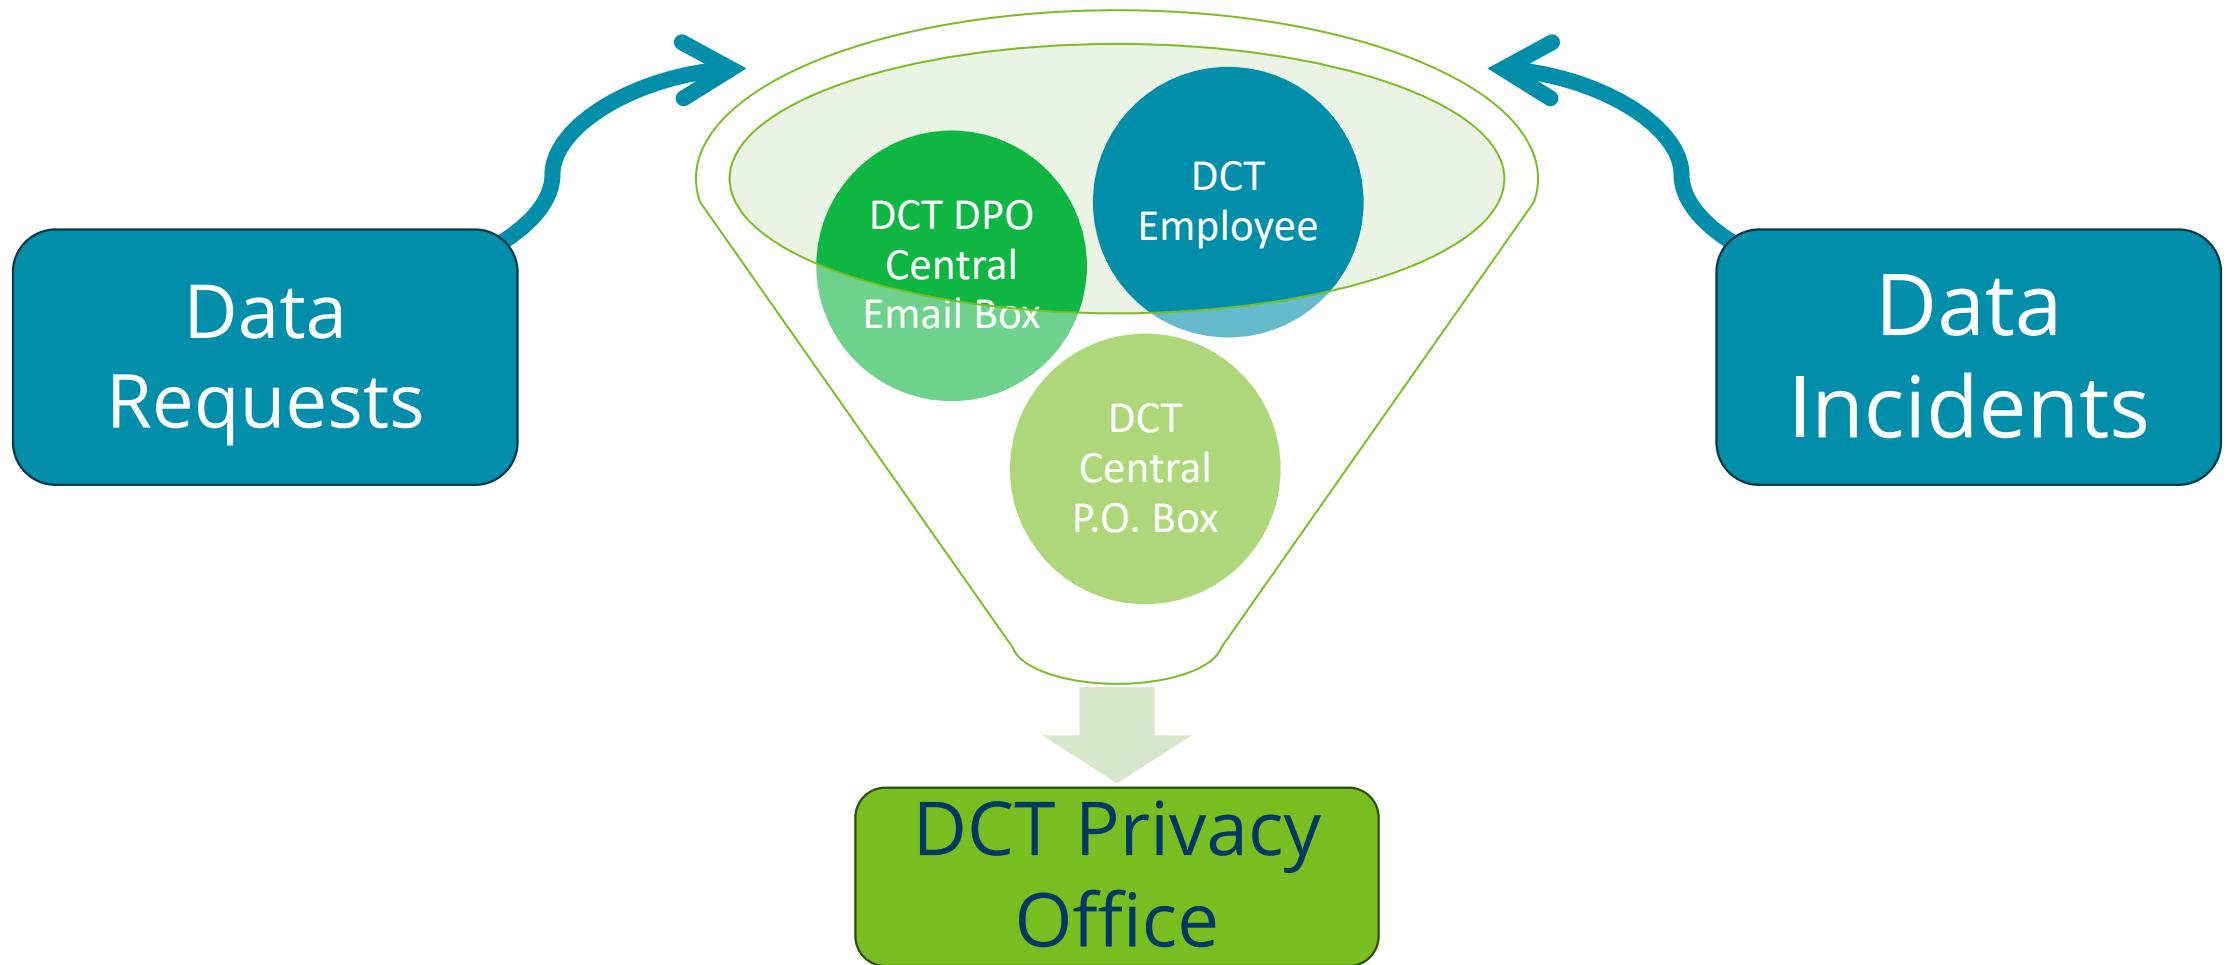 Data
Requests
DCT DPO
Central
Email Box
DCT
Employee
DCT
Central
P.O. Box
Data
Incidents
DCT Privacy
Office